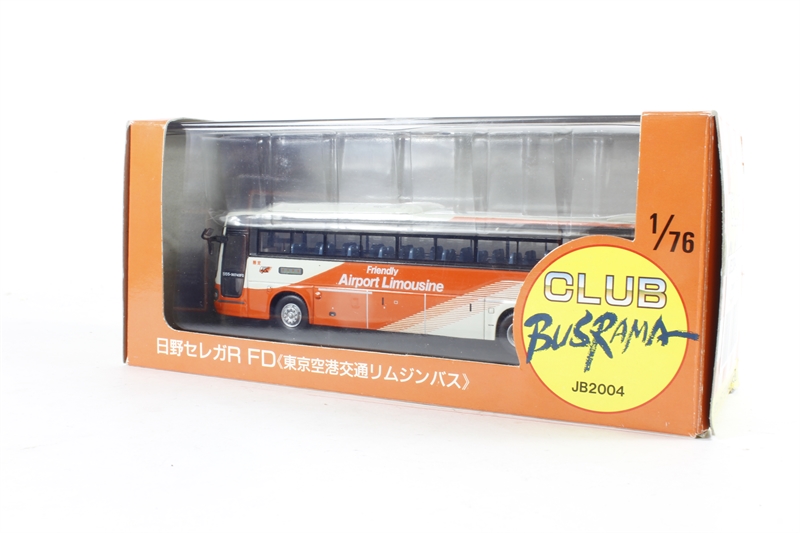 1/76
Friendly
Airport Limousine
CLUB
BUSRAMA
JB2004
日野セレガR FD《東京空港交通リムジンバス》